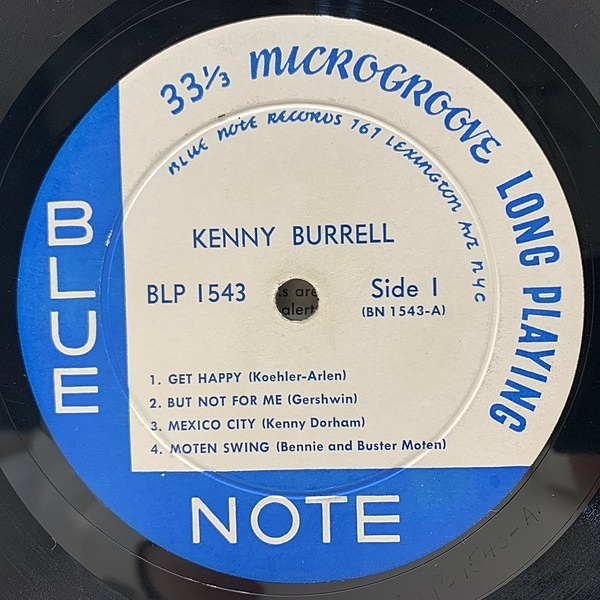 33⅓ MICROGROOVE LONG PLAYING
BLUE NOTE RECORDS 767 LEXINGTON AVE NYC
KENNY BURRELL
BLP 1543
Side 1
(BN 1543-A)
1. GET HAPPY (Koehler-Arlen)
2. BUT NOT FOR ME (Gershwin)
3. MEXICO CITY (Kenny Dorham)
4. MOTEN SWING (Bennie and Buster Moten)
BLUE
NOTE